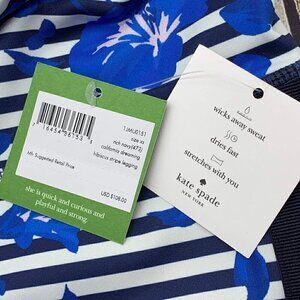 1JMU0151
size xs
rich navy(473)
california dreaming
hibiscus stripe legging
Mfr. Suggested Retail Price
USD $108.00
she is quick and curious and
playful and strong.
wicks away sweat
dries fast
stretches with you
kate spade
NEW YORK